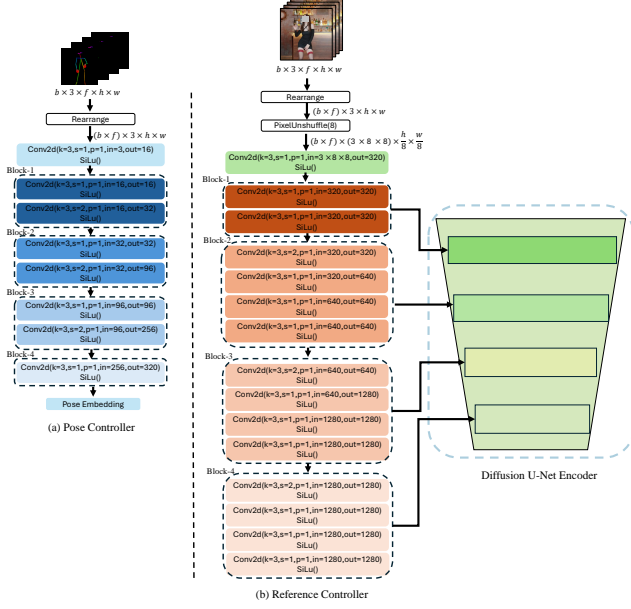 b × 3 × f × h × w
Rearrange
(b × f) × 3 × h × w
Conv2d(k=3,s=1,p=1,in=3,out=16)
SiLu()
Block-1
Conv2d(k=3,s=1,p=1,in=16,out=16)
SiLu()
Conv2d(k=3,s=2,p=1,in=16,out=32)
SiLu()
Block-2
Conv2d(k=3,s=1,p=1,in=32,out=32)
SiLu()
Conv2d(k=3,s=2,p=1,in=32,out=96)
SiLu()
Block-3
Conv2d(k=3,s=1,p=1,in=96,out=96)
SiLu()
Conv2d(k=3,s=2,p=1,in=96,out=256)
SiLu()
Block-4
Conv2d(k=3,s=1,p=1,in=256,out=320)
SiLu()
Pose Embedding
(a) Pose Controller
b × 3 × f × h × w
Rearrange
(b × f) × 3 × h × w
PixelUnshuffle(8)
(b × f) × (3 × 8 × 8) × h/8 × w/8
Conv2d(k=3,s=1,p=1,in=3 × 8 × 8,out=320)
SiLu()
Block-1
Conv2d(k=3,s=1,p=1,in=320,out=320)
SiLu()
Conv2d(k=3,s=1,p=1,in=320,out=320)
SiLu()
Block-2
Conv2d(k=3,s=2,p=1,in=320,out=320)
SiLu()
Conv2d(k=3,s=1,p=1,in=320,out=640)
SiLu()
Conv2d(k=3,s=1,p=1,in=640,out=640)
SiLu()
Conv2d(k=3,s=1,p=1,in=640,out=640)
SiLu()
Block-3
Conv2d(k=3,s=2,p=1,in=640,out=640)
SiLu()
Conv2d(k=3,s=1,p=1,in=640,out=1280)
SiLu()
Conv2d(k=3,s=1,p=1,in=1280,out=1280)
SiLu()
Conv2d(k=3,s=1,p=1,in=1280,out=1280)
SiLu()
Block-4
Conv2d(k=3,s=2,p=1,in=1280,out=1280)
SiLu()
Conv2d(k=3,s=1,p=1,in=1280,out=1280)
SiLu()
Conv2d(k=3,s=1,p=1,in=1280,out=1280)
SiLu()
Conv2d(k=3,s=1,p=1,in=1280,out=1280)
SiLu()
(b) Reference Controller
Diffusion U-Net Encoder